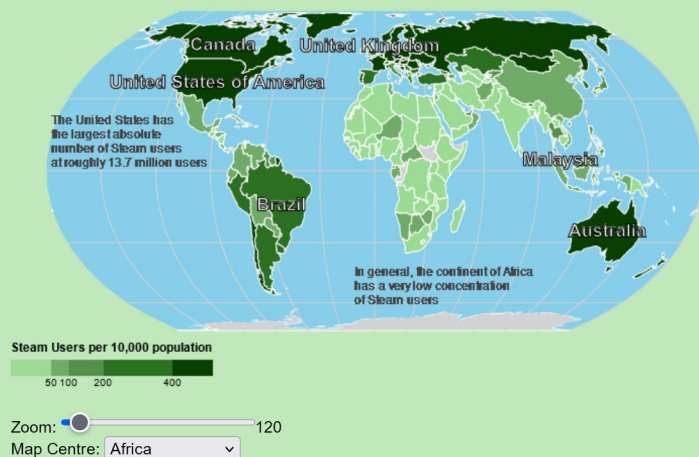 Canada
United Kingdom
United States of America
The United States has
the largest absolute
number of Steam users
at roughly 13.7 million users
Malaysia
Brazil
Australia
In general, the continent of Africa
has a very low concentration
of Steam users
Steam Users per 10,000 population
50 100 200 400
Zoom: 120
Map Centre: Africa